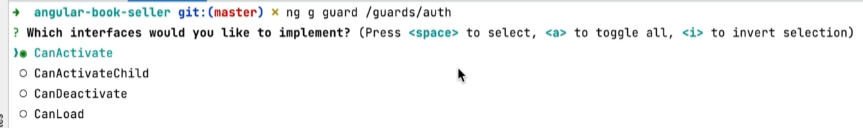 → angular-book-seller git:(master) × ng g guard /guards/auth
? Which interfaces would you like to implement? (Press <space> to select, <a> to toggle all, <i> to invert selection)
❯◉ CanActivate
○ CanActivateChild
○ CanDeactivate
○ CanLoad